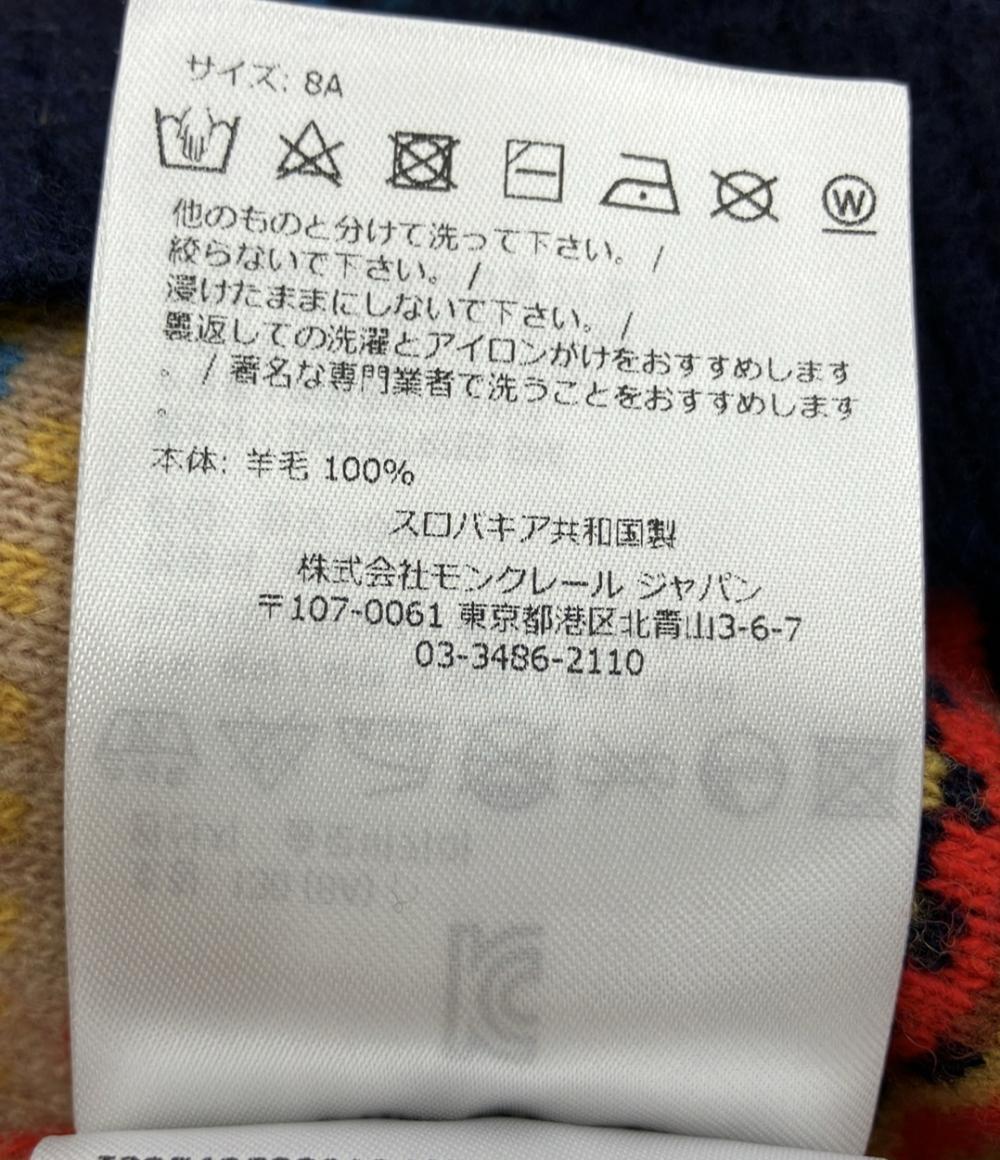 サイズ: 8A
W
他のものと分けて洗って下さい。 /
絞らないで下さい。 /
浸けたままにしないで下さい。 /
裏返しての洗濯とアイロンがけをおすすめします
。 / 著名な専門業者で洗うことをおすすめします
。
本体: 羊毛 100%
スロバキア共和国製
株式会社モンクレール ジャパン
〒107-0061 東京都港区北青山3-6-7
03-3486-2110